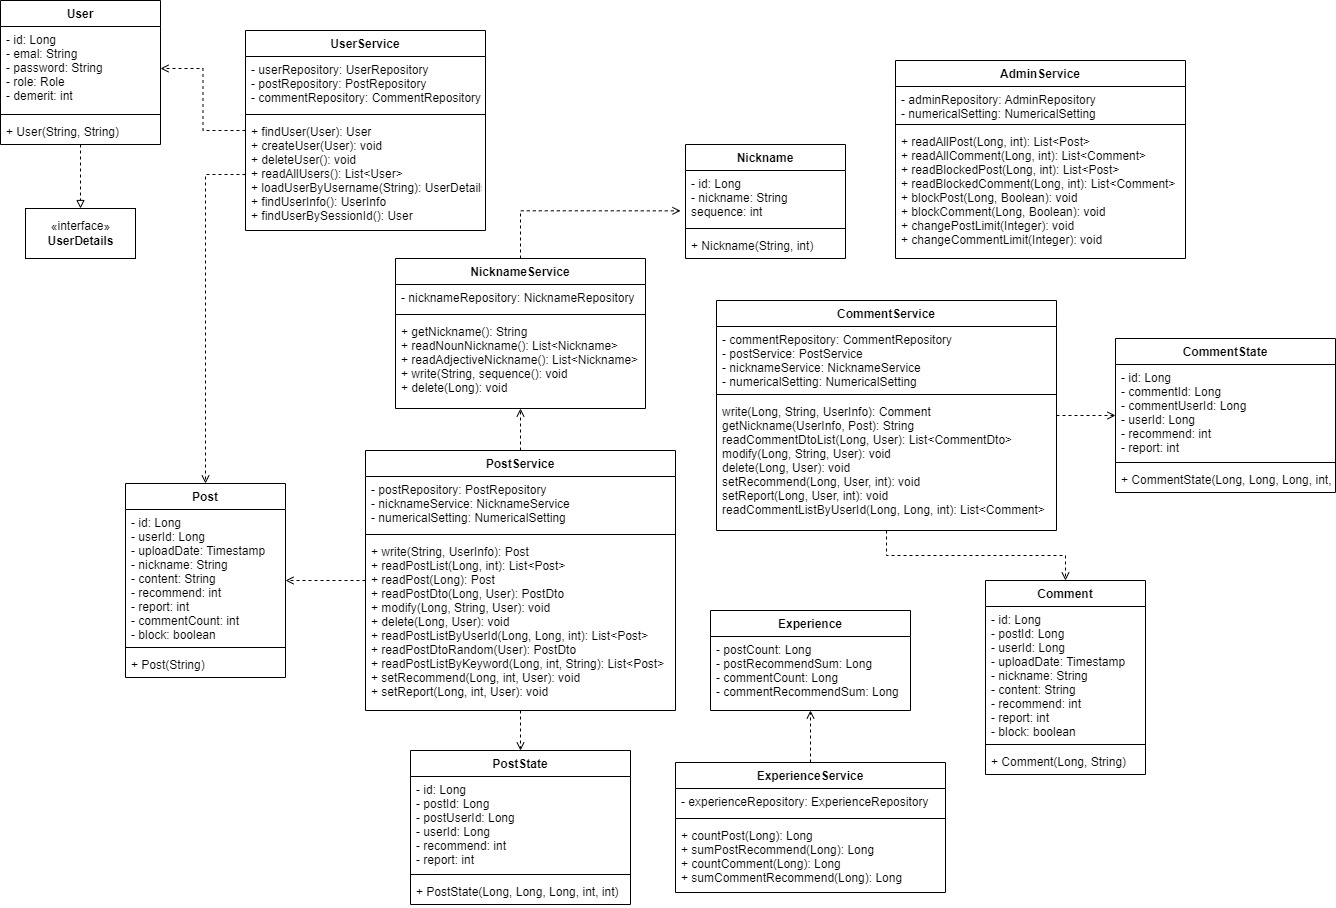 User
- id: Long
- emal: String
- password: String
- role: Role
- demerit: int
+ User(String, String)
«interface»
UserDetails
UserService
- userRepository: UserRepository
- postRepository: PostRepository
- commentRepository: CommentRepository
+ findUser(User): User
+ createUser(User): void
+ deleteUser(): void
+ readAllUsers(): List<User>
+ loadUserByUsername(String): UserDetail
+ findUserInfo(): UserInfo
+ findUserBySessionId(): User
Nickname
- id: Long
- nickname: String
sequence: int
+ Nickname(String, int)
AdminService
- adminRepository: AdminRepository
- numericalSetting: NumericalSetting
+ readAllPost(Long, int): List<Post>
+ readAllComment(Long, int): List<Comment>
+ readBlockedPost(Long, int): List<Post>
+ readBlockedComment(Long, int): List<Comment>
+ blockPost(Long, Boolean): void
+ blockComment(Long, Boolean): void
+ changePostLimit(Integer): void
+ changeCommentLimit(Integer): void
NicknameService
- nicknameRepository: NicknameRepository
+ getNickname(): String
+ readNounNickname(): List<Nickname>
+ readAdjectiveNickname(): List<Nickname>
+ write(String, sequence(): void
+ delete(Long): void
CommentService
- commentRepository: CommentRepository
- postService: PostService
- nicknameService: NicknameService
- numericalSetting: NumericalSetting
write(Long, String, UserInfo): Comment
getNickname(UserInfo, Post): String
readCommentDtoList(Long, User): List<CommentDto>
modify(Long, String, User): void
delete(Long, User): void
setRecommend(Long, User, int): void
setReport(Long, User, int): void
readCommentListByUserId(Long, Long, int): List<Comment>
CommentState
- id: Long
- commentId: Long
- commentUserId: Long
- userId: Long
- recommend: int
- report: int
+ CommentState(Long, Long, Long, int,
Post
- id: Long
- userId: Long
- uploadDate: Timestamp
- nickname: String
- content: String
- recommend: int
- report: int
- commentCount: int
- block: boolean
+ Post(String)
PostService
- postRepository: PostRepository
- nicknameService: NicknameService
- numericalSetting: NumericalSetting
+ write(String, UserInfo): Post
+ readPostList(Long, int): List<Post>
+ readPost(Long): Post
+ readPostDto(Long, User): PostDto
+ modify(Long, String, User): void
+ delete(Long, User): void
+ readPostListByUserId(Long, Long, int): List<Post>
+ readPostDtoRandom(User): PostDto
+ readPostListByKeyword(Long, int, String): List<Post>
+ setRecommend(Long, int, User): void
+ setReport(Long, int, User): void
Comment
- id: Long
- postId: Long
- userId: Long
- uploadDate: Timestamp
- nickname: String
- content: String
- recommend: int
- report: int
- block: boolean
+ Comment(Long, String)
Experience
- postCount: Long
- postRecommendSum: Long
- commentCount: Long
- commentRecommendSum: Long
PostState
- id: Long
- postId: Long
- postUserId: Long
- userId: Long
- recommend: int
- report: int
+ PostState(Long, Long, Long, int, int)
ExperienceService
- experienceRepository: ExperienceRepository
+ countPost(Long): Long
+ sumPostRecommend(Long): Long
+ countComment(Long): Long
+ sumCommentRecommend(Long): Long